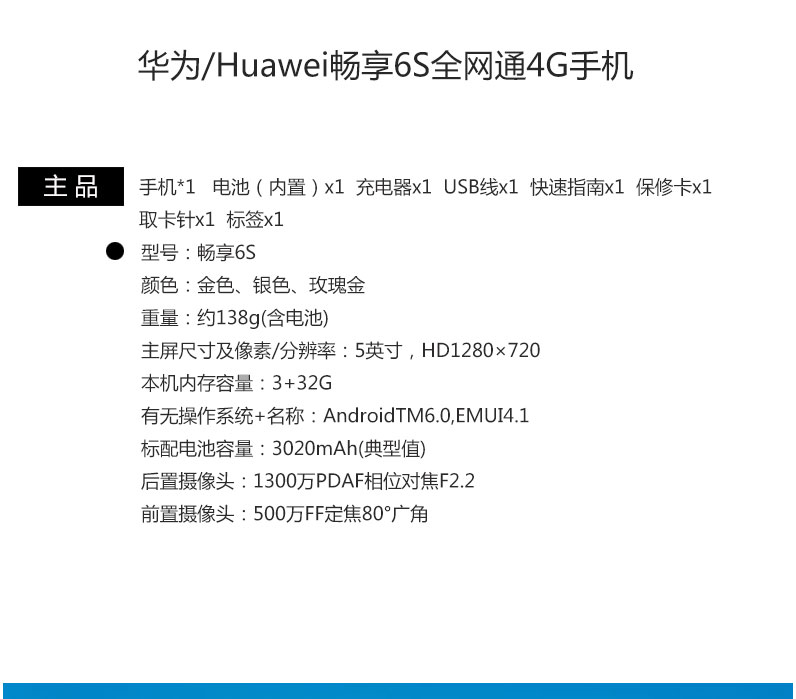 华为/Huawei畅享6S全网通4G手机
主品
手机*1 电池(内置)x1 充电器x1 USB线x1 快速指南x1 保修卡x1
取卡针x1 标签x1
型号：畅享6S
颜色：金色、银色、玫瑰金
重量：约138g(含电池)
主屏尺寸及像素/分辨率：5英寸，HD1280×720
本机内存容量：3+32G
有无操作系统+名称：AndroidTM6.0,EMUI4.1
标配电池容量：3020mAh(典型值)
后置摄像头：1300万PDAF相位对焦F2.2
前置摄像头：500万FF定焦80°广角